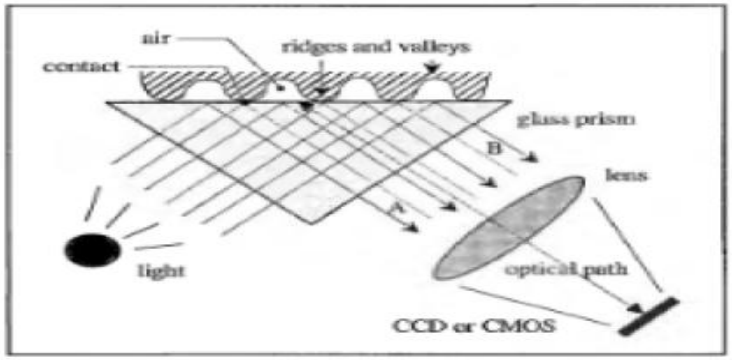 air
ridges and valleys
contact
glass prism
B
lens
A
light
optical path
CCD or CMOS